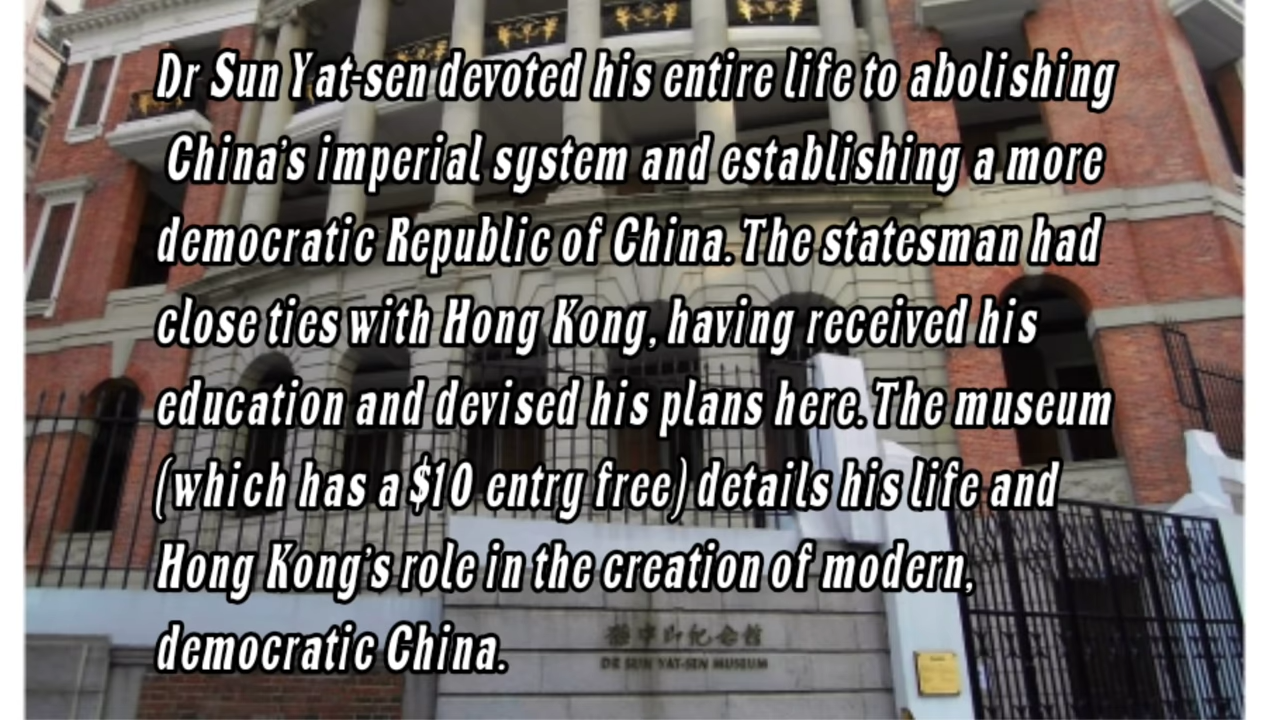 Dr Sun Yat-sen devoted his entire life to abolishing
China's imperial system and establishing a more
democratic Republic of China. The statesman had
close ties with Hong Kong, having received his
education and devised his plans here. The museum
(which has a $10 entry free) details his life and
Hong Kong's role in the creation of modern,
democratic China.
孫中山紀念館
DR SUN YAT-SEN MUSEUM